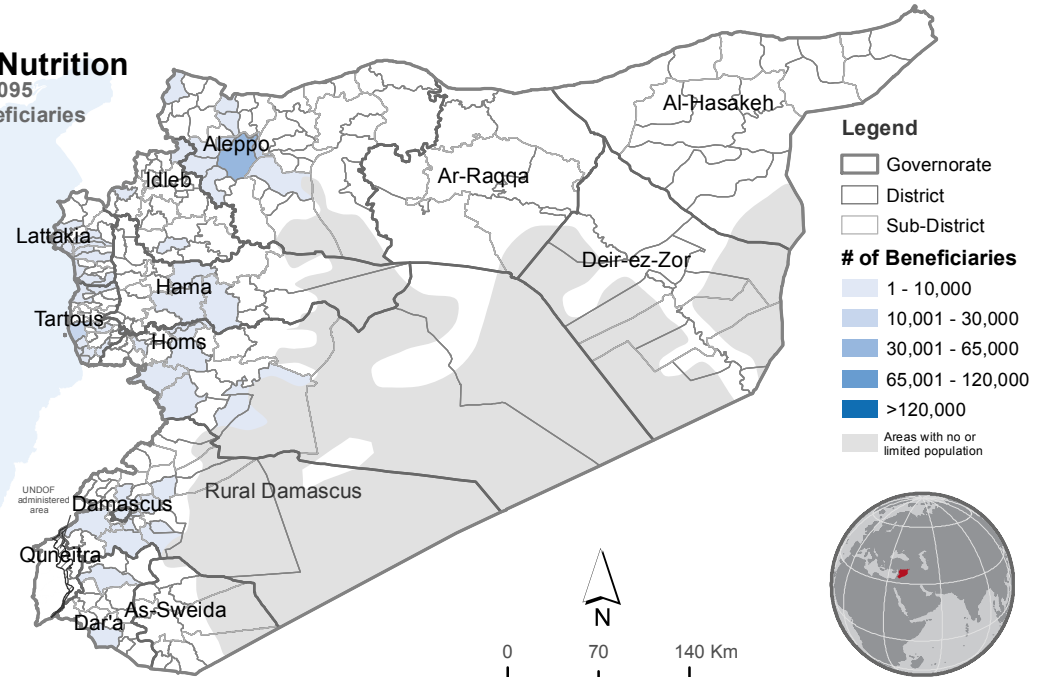 Nutrition
095
eficiaries
Al-Hasakeh
Aleppo
Ar-Raqqa
Idleb
Lattakia
Deir-ez-Zor
Hama
Tartous
Homs
Rural Damascus
UNDOF
administered
area
Damascus
Quneitra
As-Sweida
Dar'a
Legend
Governorate
District
Sub-District
# of Beneficiaries
1 - 10,000
10,001 - 30,000
30,001 - 65,000
65,001 - 120,000
>120,000
Areas with no or
limited population
N
0 70 140 Km